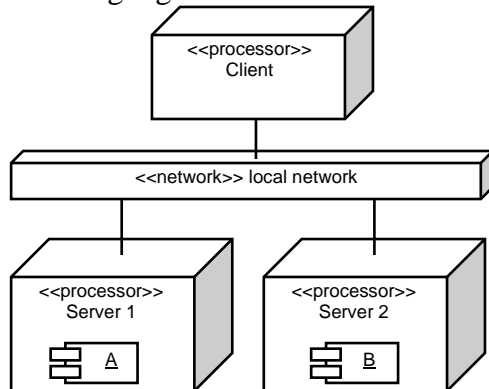 <<processor>>
Client
<<network>> local network
<<processor>>
Server 1
A
<<processor>>
Server 2
B